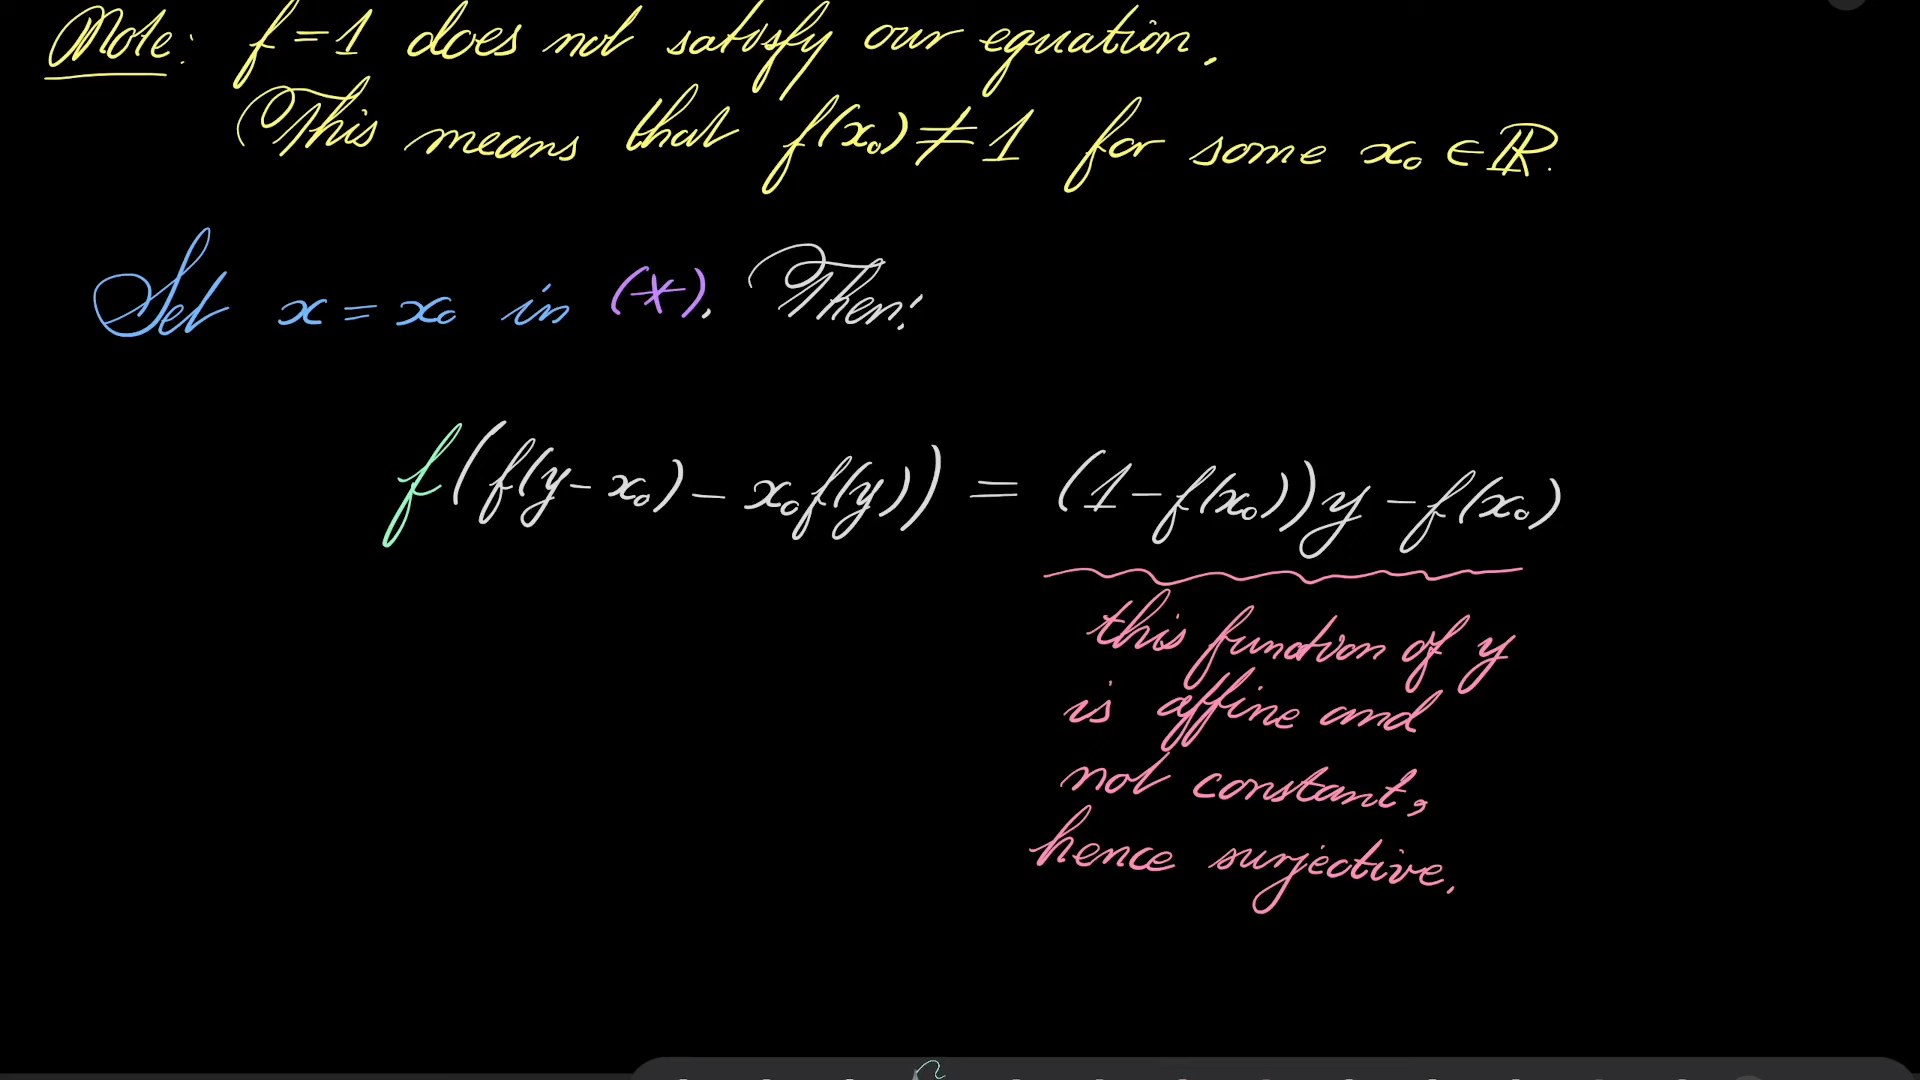 Note: f = 1 does not satisfy our equation.
This means that f(x₀) ≠ 1 for some x₀ ∈ ℝ.
Set x = x₀ in (*). Then:
f(f(y - x₀) - x₀f(y)) = (1 - f(x₀))y - f(x₀)
this function of y
is affine and
not constant,
hence surjective.